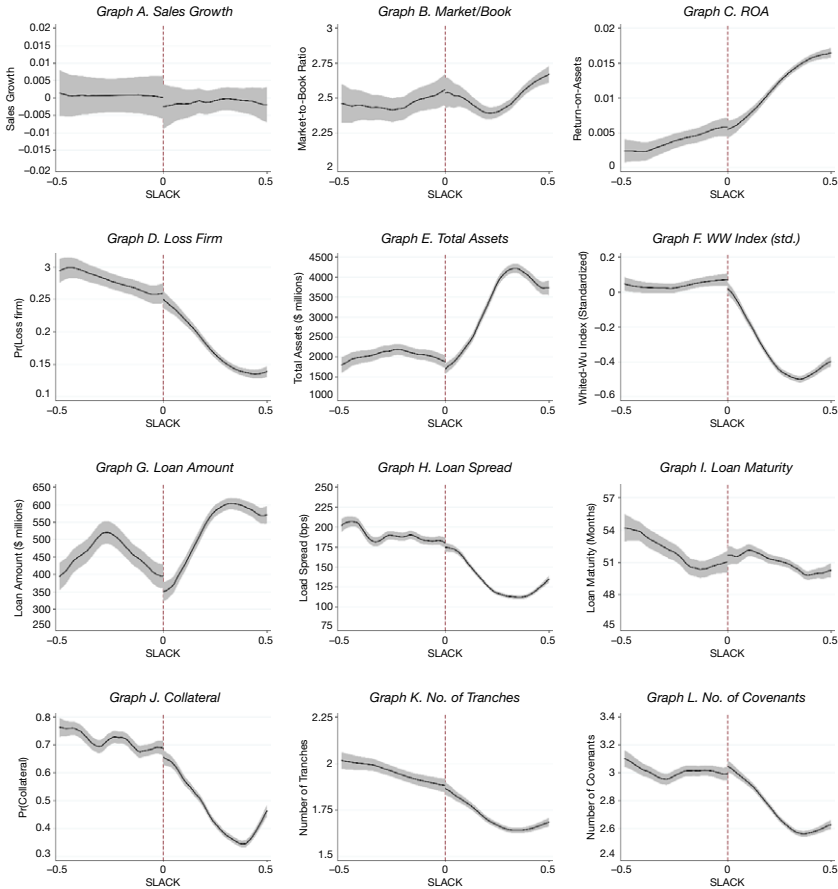 Graph A. Sales Growth
Sales Growth
0.02
0.015
0.01
0.005
0
−0.005
−0.01
−0.015
−0.02
−0.5 0 0.5
SLACK
Graph B. Market/Book
Market-to-Book Ratio
3
2.75
2.5
2.25
2
−0.5 0 0.5
SLACK
Graph C. ROA
Return-on-Assets
0.02
0.015
0.01
0.005
0
−0.5 0 0.5
SLACK
Graph D. Loss Firm
Pr(Loss firm)
3
0.25
0.2
0.15
0.1
−0.5 0 0.5
SLACK
Graph E. Total Assets
Total Assets ($ millions)
4500
4000
3500
3000
2500
2000
1500
1000
−0.5 0 0.5
SLACK
Graph F. WW Index (std.)
Whited-Wu Index (Standardized)
0.2
0
−0.2
−0.4
−0.6
−0.5 0 0.5
SLACK
Graph G. Loan Amount
Loan Amount ($ millions)
650
600
550
500
450
400
350
300
250
−0.5 0 0.5
SLACK
Graph H. Loan Spread
Load Spread (bps)
250
225
200
175
150
125
100
75
−0.5 0 0.5
SLACK
Graph I. Loan Maturity
Loan Maturity (Months)
57
54
51
48
45
−0.5 0 0.5
SLACK
Graph J. Collateral
Pr(Collateral)
0.8
0.7
0.6
0.5
0.4
0.3
−0.5 0 0.5
SLACK
Graph K. No. of Tranches
Number of Tranches
2.25
2
1.75
1.5
−0.5 0 0.5
SLACK
Graph L. No. of Covenants
Number of Covenants
3.4
3.2
3
2.8
2.6
2.4
−0.5 0 0.5
SLACK